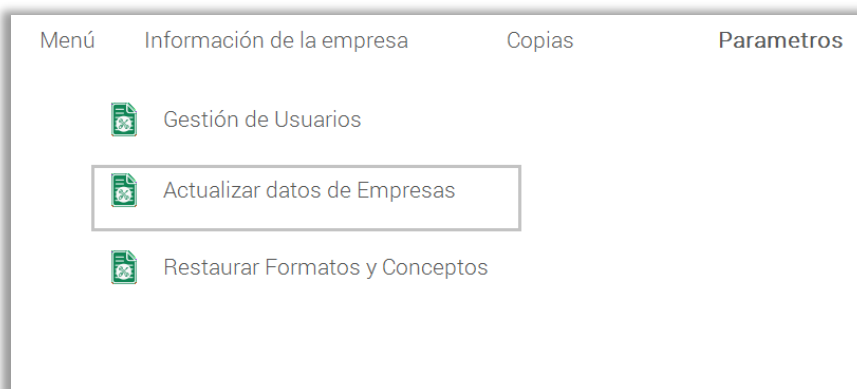 Menú Información de la empresa Copias Parametros
Gestión de Usuarios
Actualizar datos de Empresas
Restaurar Formatos y Conceptos